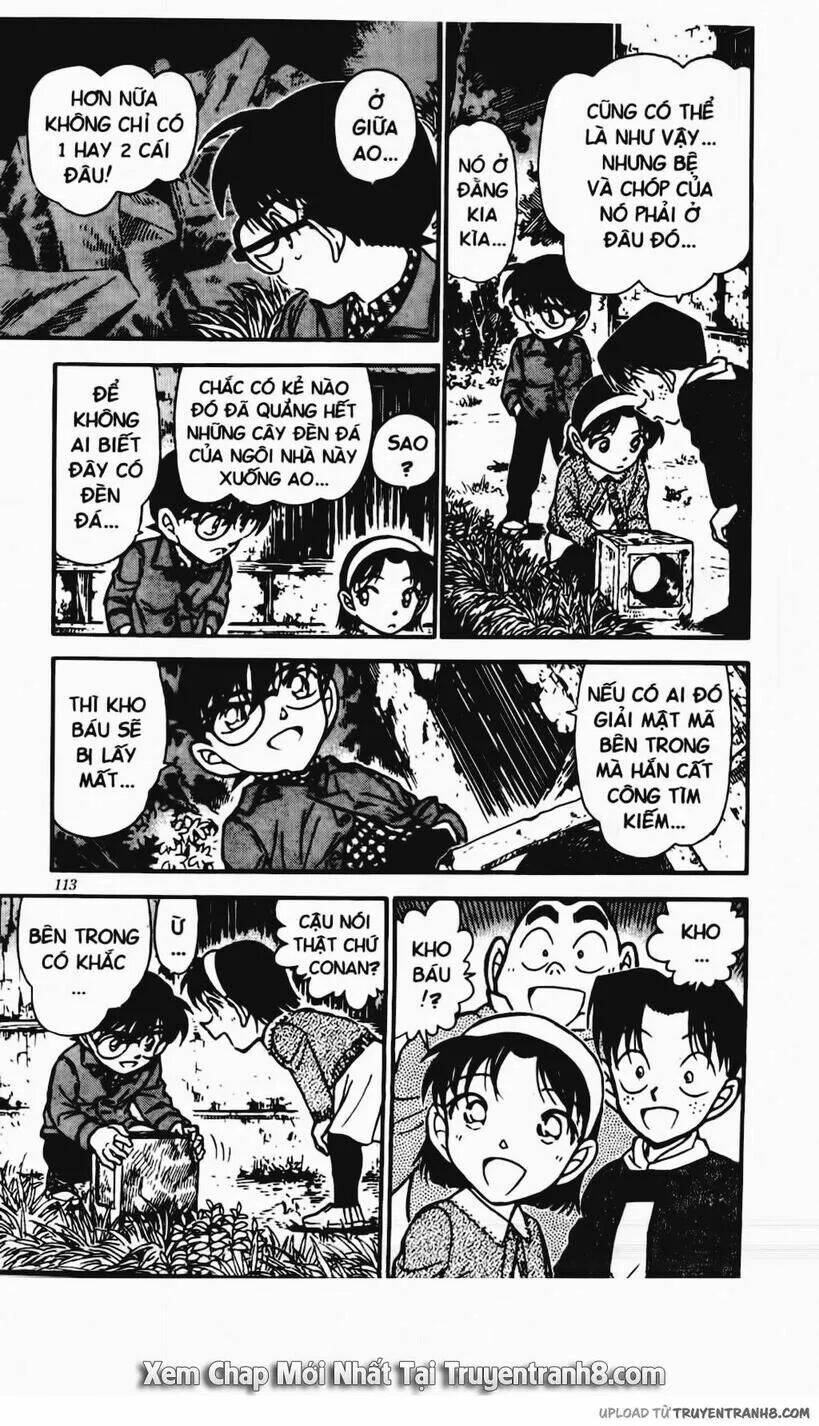 CŨNG CÓ THỂ
LÀ NHƯ VẬY...
NHƯNG BỆ
VÀ CHÓP CỦA
NÓ PHẢI Ở
ĐÂU ĐÓ...
NÓ Ở
ĐẰNG
KIA
KÌA...
Ở
GIỮA
AO...
HƠN NỮA
KHÔNG CHỈ CÓ
1 HAY 2 CÁI
ĐÂU!
SAO
?
CHẮC CÓ KẺ NÀO
ĐÓ ĐÃ QUẲNG HẾT
NHỮNG CÂY ĐÈN ĐÁ
CỦA NGÔI NHÀ NÀY
XUỐNG AO...
ĐỂ
KHÔNG
AI BIẾT
ĐÂY CÓ
ĐÈN
ĐÁ...
NẾU CÓ AI ĐÓ
GIẢI MẬT MÃ
BÊN TRONG
MÀ HẮN CẤT
CÔNG TÌM
KIẾM...
THÌ KHO
BÁU SẼ
BỊ LẤY
MẤT...
113
KHO
...
KHO
BÁU
!?
CẬU NÓI
THẬT CHỨ
CONAN?
Ừ
...
BÊN TRONG
CÓ KHẮC
...
Xem Chap Mới Nhất Tại Truyentranh8.com
UPLOAD TỪ TRUYENTRANH8.COM